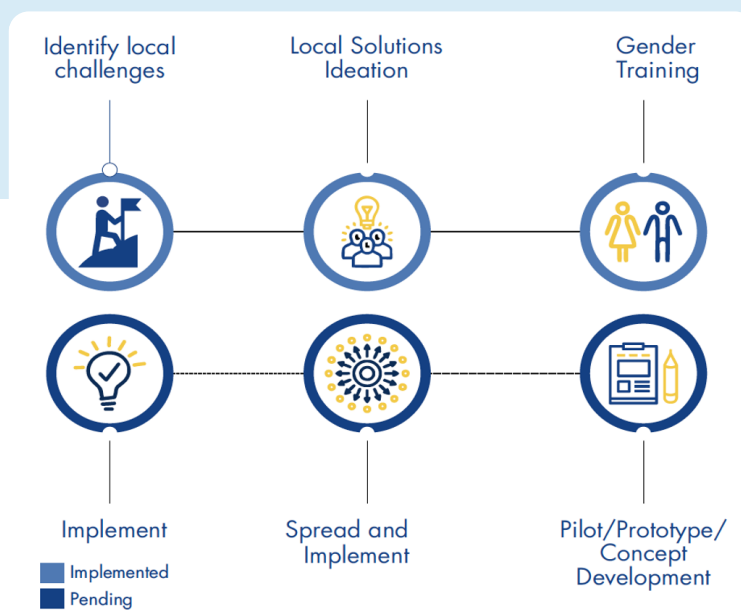 Identify local
challenges
Local Solutions
Ideation
Gender
Training
Implement
Spread and
Implement
Pilot/Prototype/
Concept
Development
Implemented
Pending